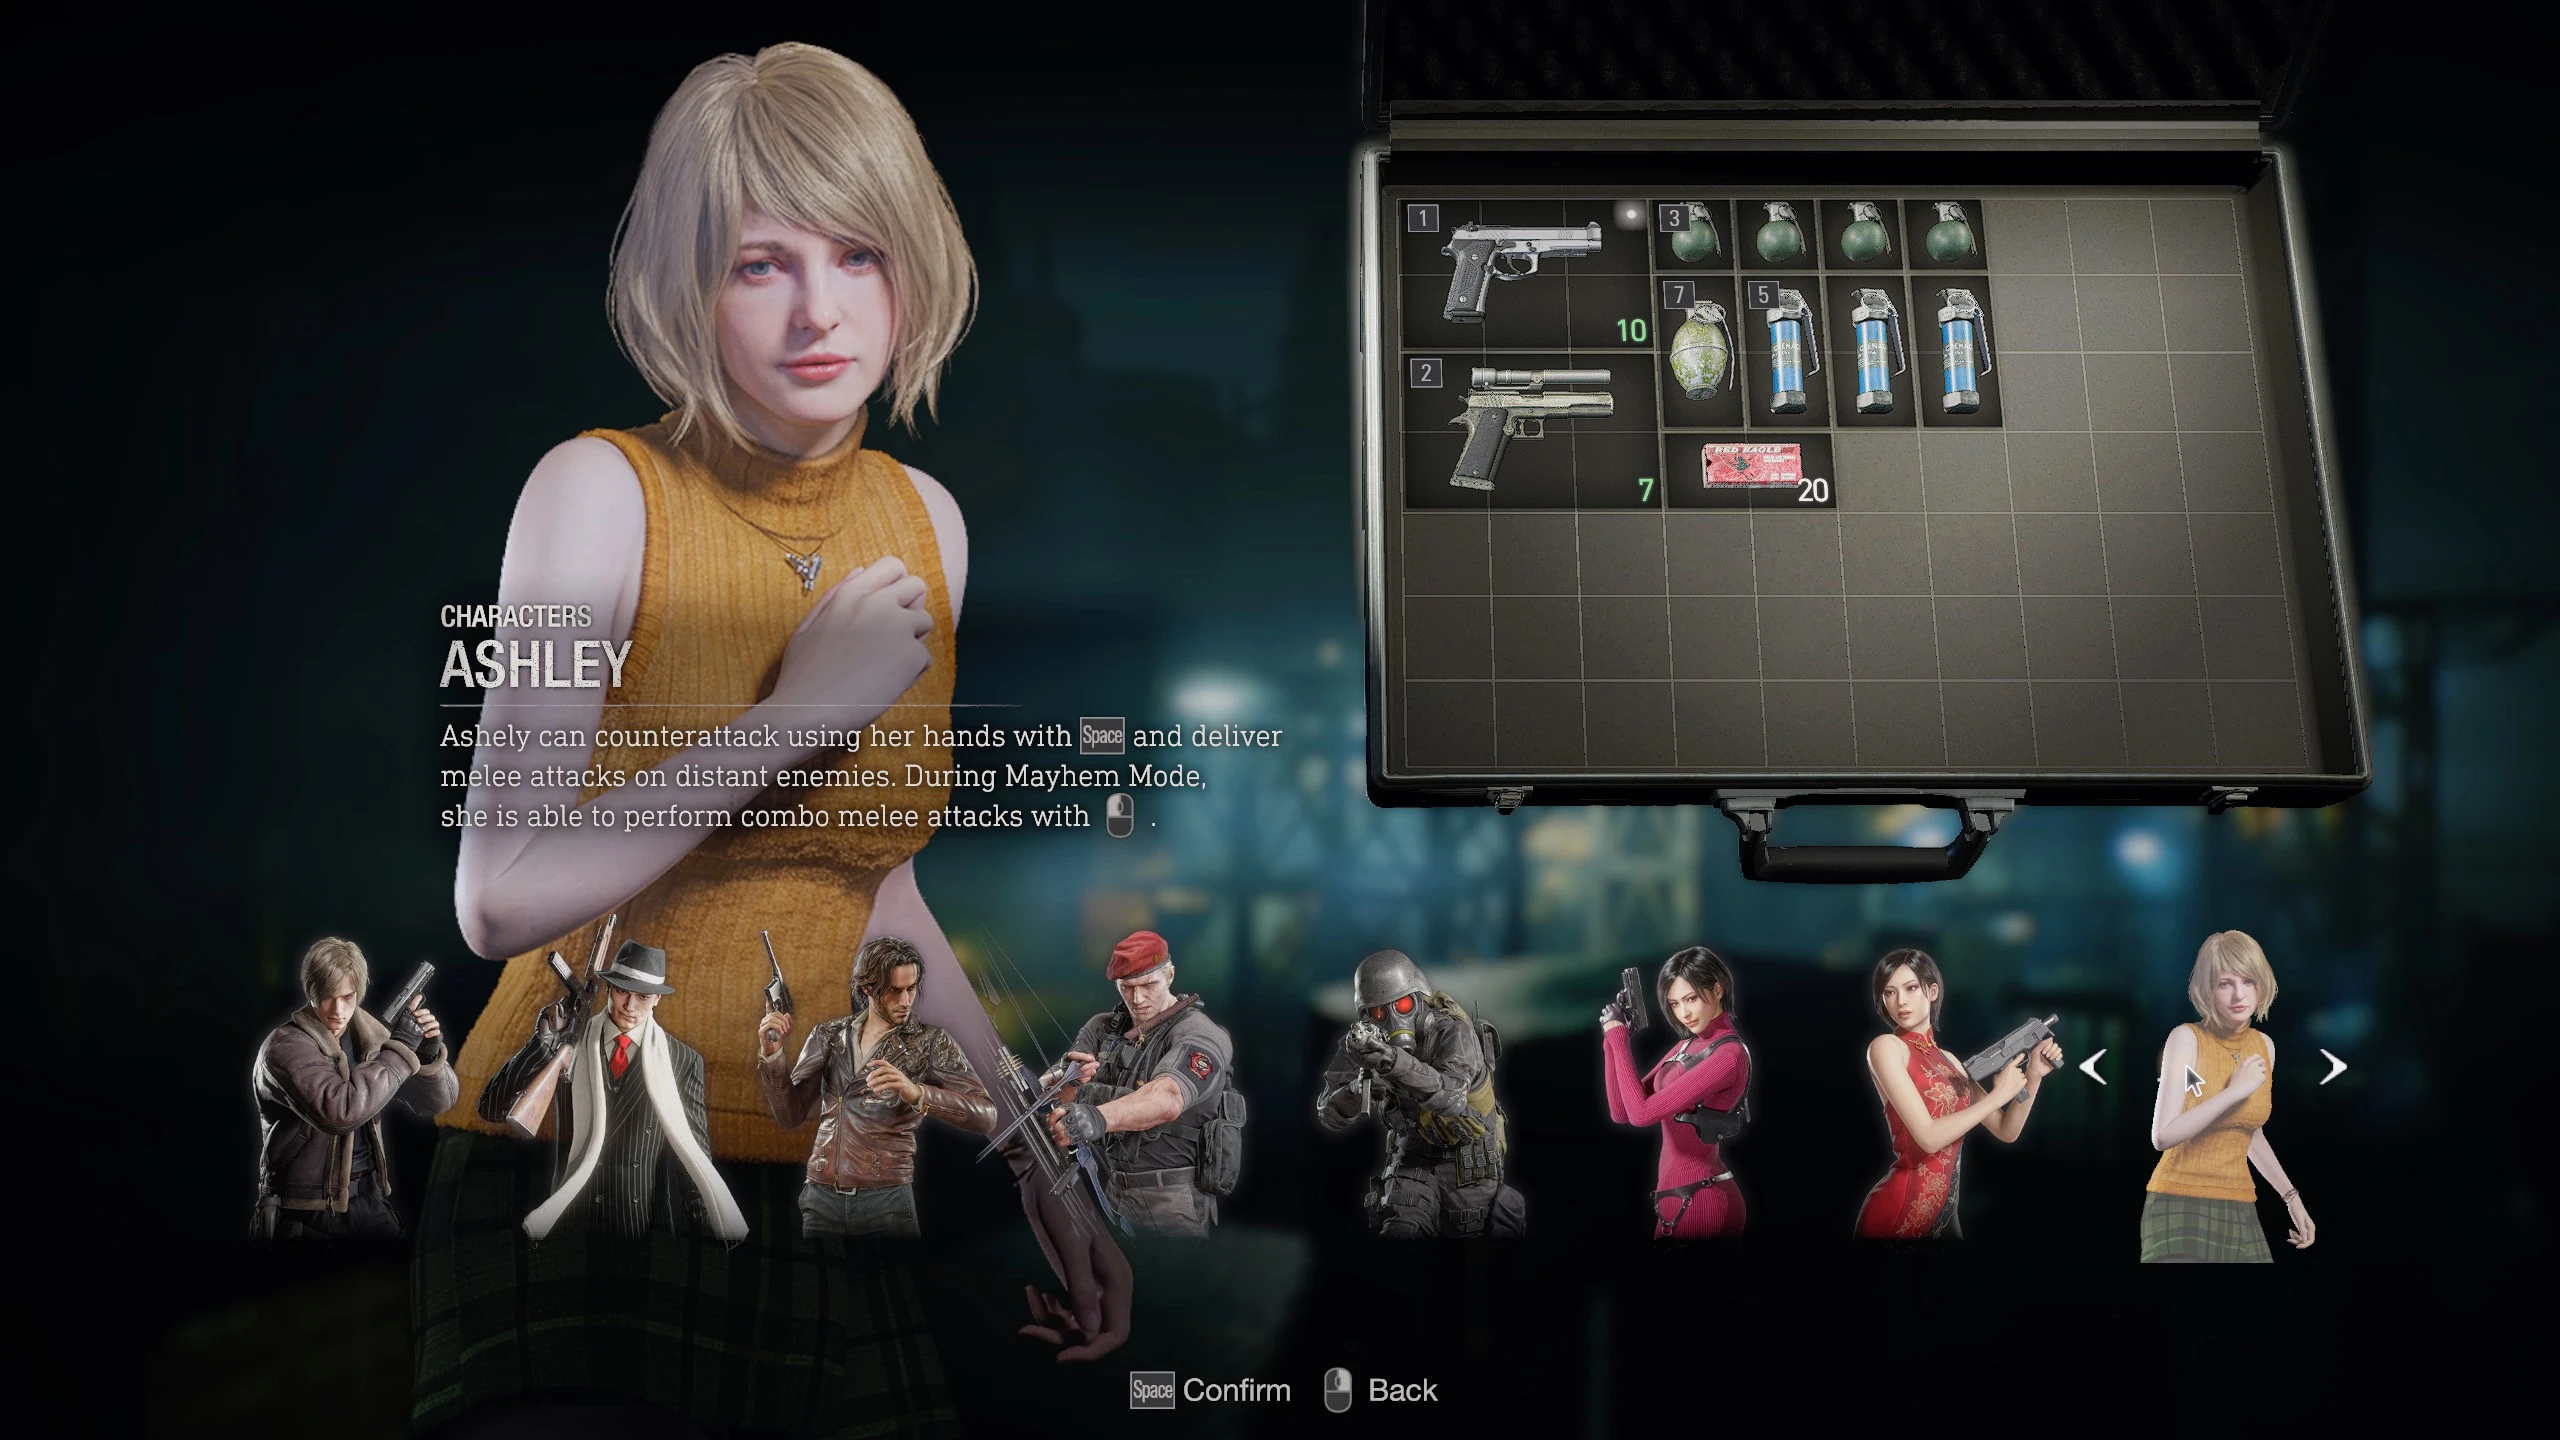 1
3
7
5
10
2
RED EAGLE
7
20
CHARACTERS
ASHLEY
Ashely can counterattack using her hands with Space and deliver
melee attacks on distant enemies. During Mayhem Mode,
she is able to perform combo melee attacks with .
Space Confirm Back